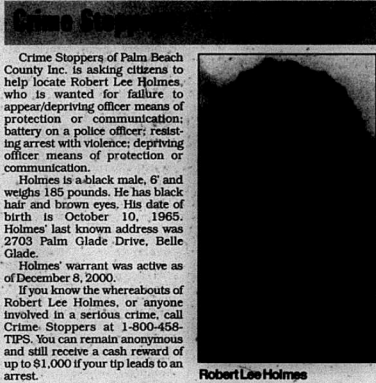 Crime Stoppers
Crime Stoppers of Palm Beach
County Inc. is asking citizens to
help locate Robert Lee Holmes,
who is wanted for failure to
appear/depriving officer means of
protection or communication;
battery on a police officer; resist-
ing arrest with violence; depriving
officer means of protection or
communication.
Holmes is a black male, 6' and
weighs 185 pounds. He has black
hair and brown eyes. His date of
birth is October 10, 1965.
Holmes' last known address was
2703 Palm Glade Drive, Belle
Glade.
Holmes' warrant was active as
of December 8, 2000.
If you know the whereabouts of
Robert Lee Holmes, or anyone
involved in a serious crime, call
Crime Stoppers at 1-800-458-
TIPS. You can remain anonymous
and still receive a cash reward of
up to $1,000 if your tip leads to an
arrest.
Robert Lee Holmes